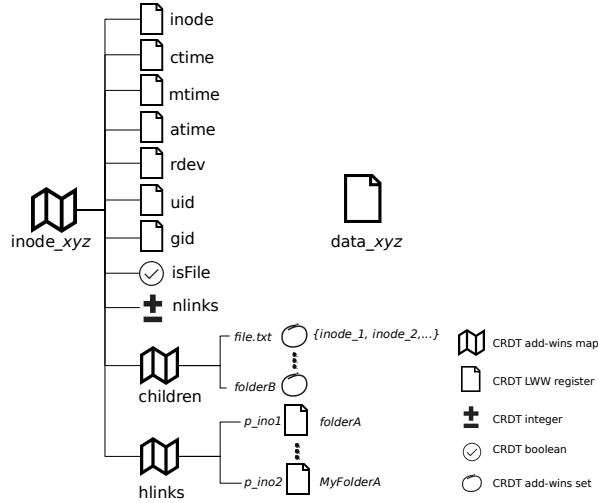 inode
ctime
mtime
atime
rdev
uid
gid
inode_xyz
data_xyz
isFile
nlinks
file.txt {inode_1, inode_2,...}
folderB
children
p_ino1 folderA
p_ino2 MyFolderA
hlinks
CRDT add-wins map
CRDT LWW register
CRDT integer
CRDT boolean
CRDT add-wins set